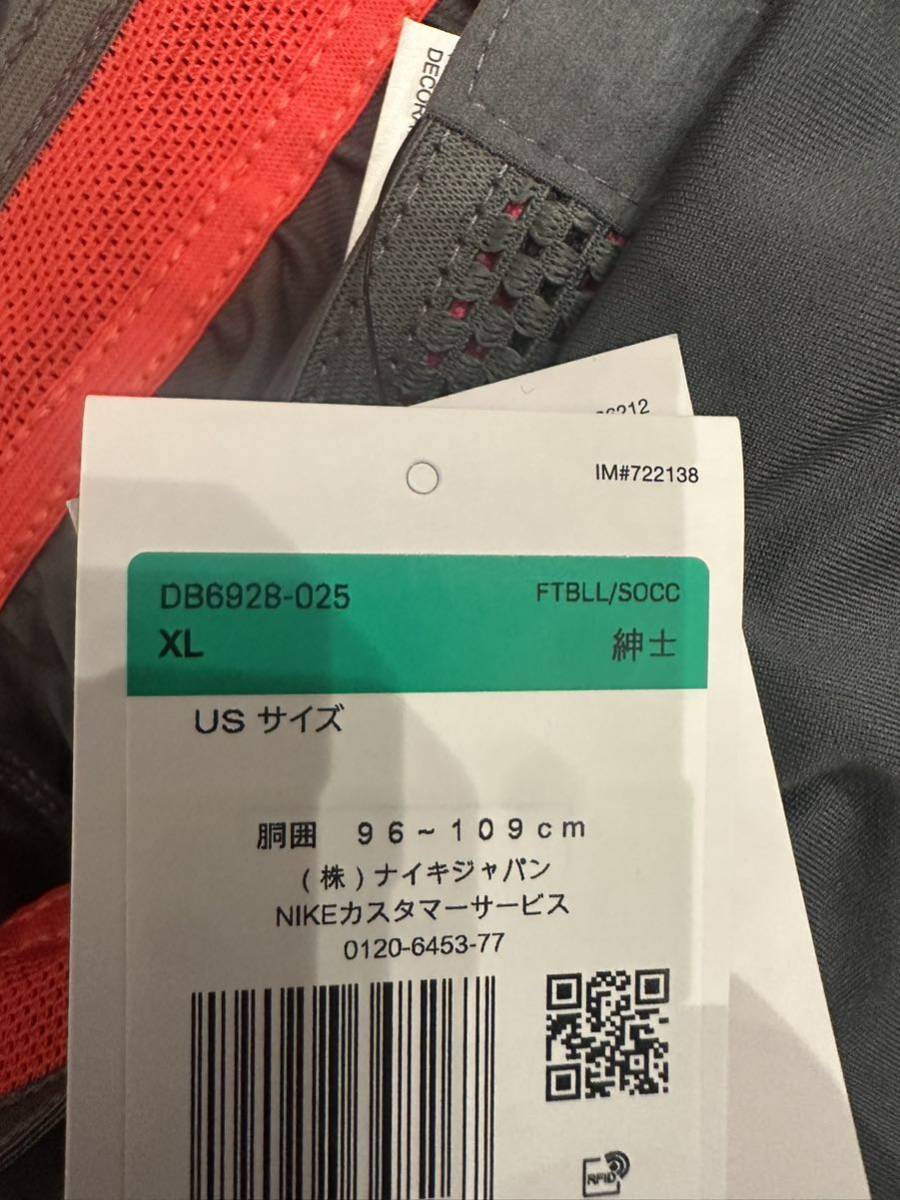 DECOR
6212
IM#722138
DB6928-025 FTBLL/SOCC
XL 紳士
US サイズ
胴囲 96~109cm
(株)ナイキジャパン
NIKEカスタマーサービス
0120-6453-77
RFID